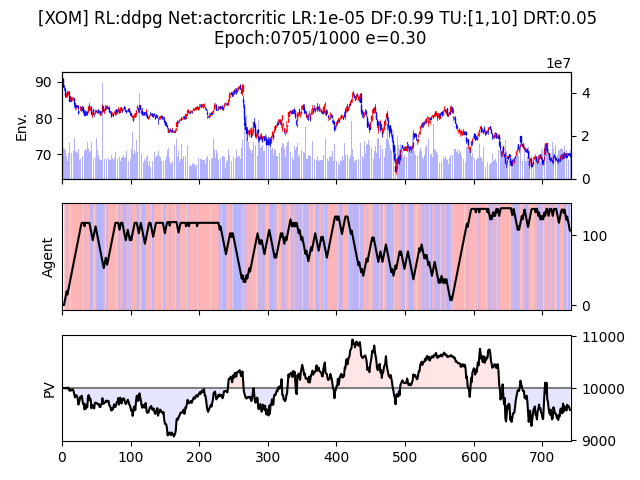 [XOM] RL:ddpg Net:actorcritic LR:1e-05 DF:0.99 TU:[1,10] DRT:0.05
Epoch:0705/1000 e=0.30
1e7
90
80
70
Env.
4
2
0
Agent
100
0
PV
11000
10000
9000
0 100 200 300 400 500 600 700